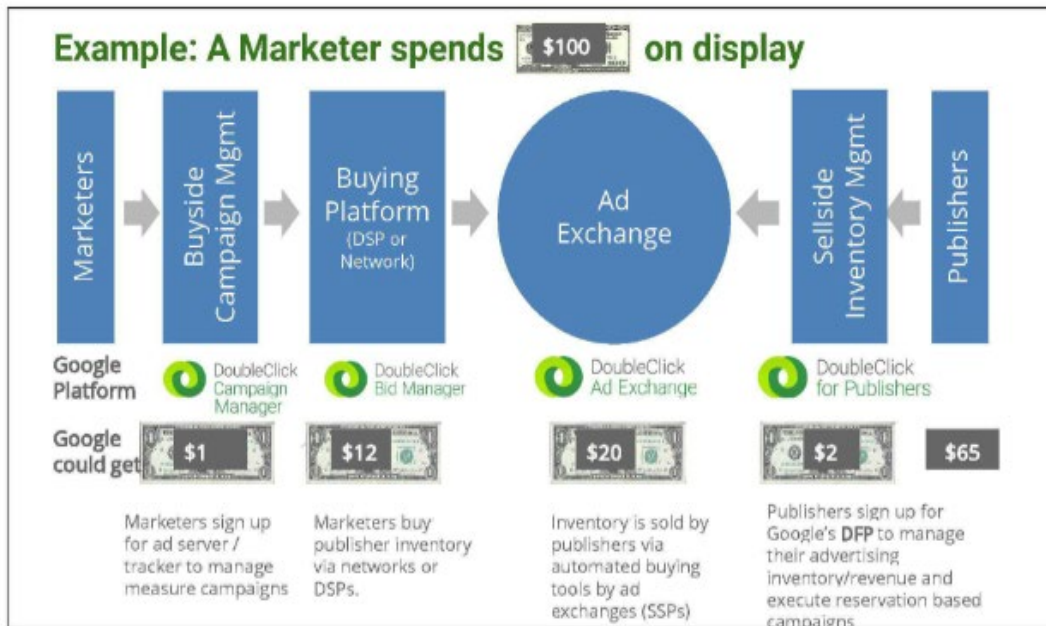 Example: A Marketer spends $100 on display
Marketers
Buyside
Campaign Mgmt
Buying
Platform
(DSP or
Network)
Ad
Exchange
Sellside
Inventory Mgmt
Publishers
Google
Platform
DoubleClick
Campaign
Manager
DoubleClick
Bid Manager
DoubleClick
Ad Exchange
DoubleClick
for Publishers
Google
could get
$1
$12
$20
$2
$65
Marketers sign up
for ad server /
tracker to manage
measure campaigns
Marketers buy
publisher inventory
via networks or
DSPs.
Inventory is sold by
publishers via
automated buying
tools by ad
exchanges (SSPs)
Publishers sign up for
Google's DFP to manage
their advertising
inventory/revenue and
execute reservation based
campaigns